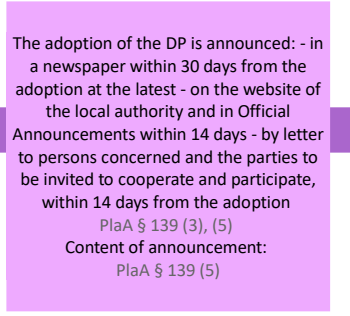 The adoption of the DP is announced: - in
a newspaper within 30 days from the
adoption at the latest - on the website of
the local authority and in Official
Announcements within 14 days - by letter
to persons concerned and the parties to
be invited to cooperate and participate,
within 14 days from the adoption
PlaA § 139 (3), (5)
Content of announcement:
PlaA § 139 (5)